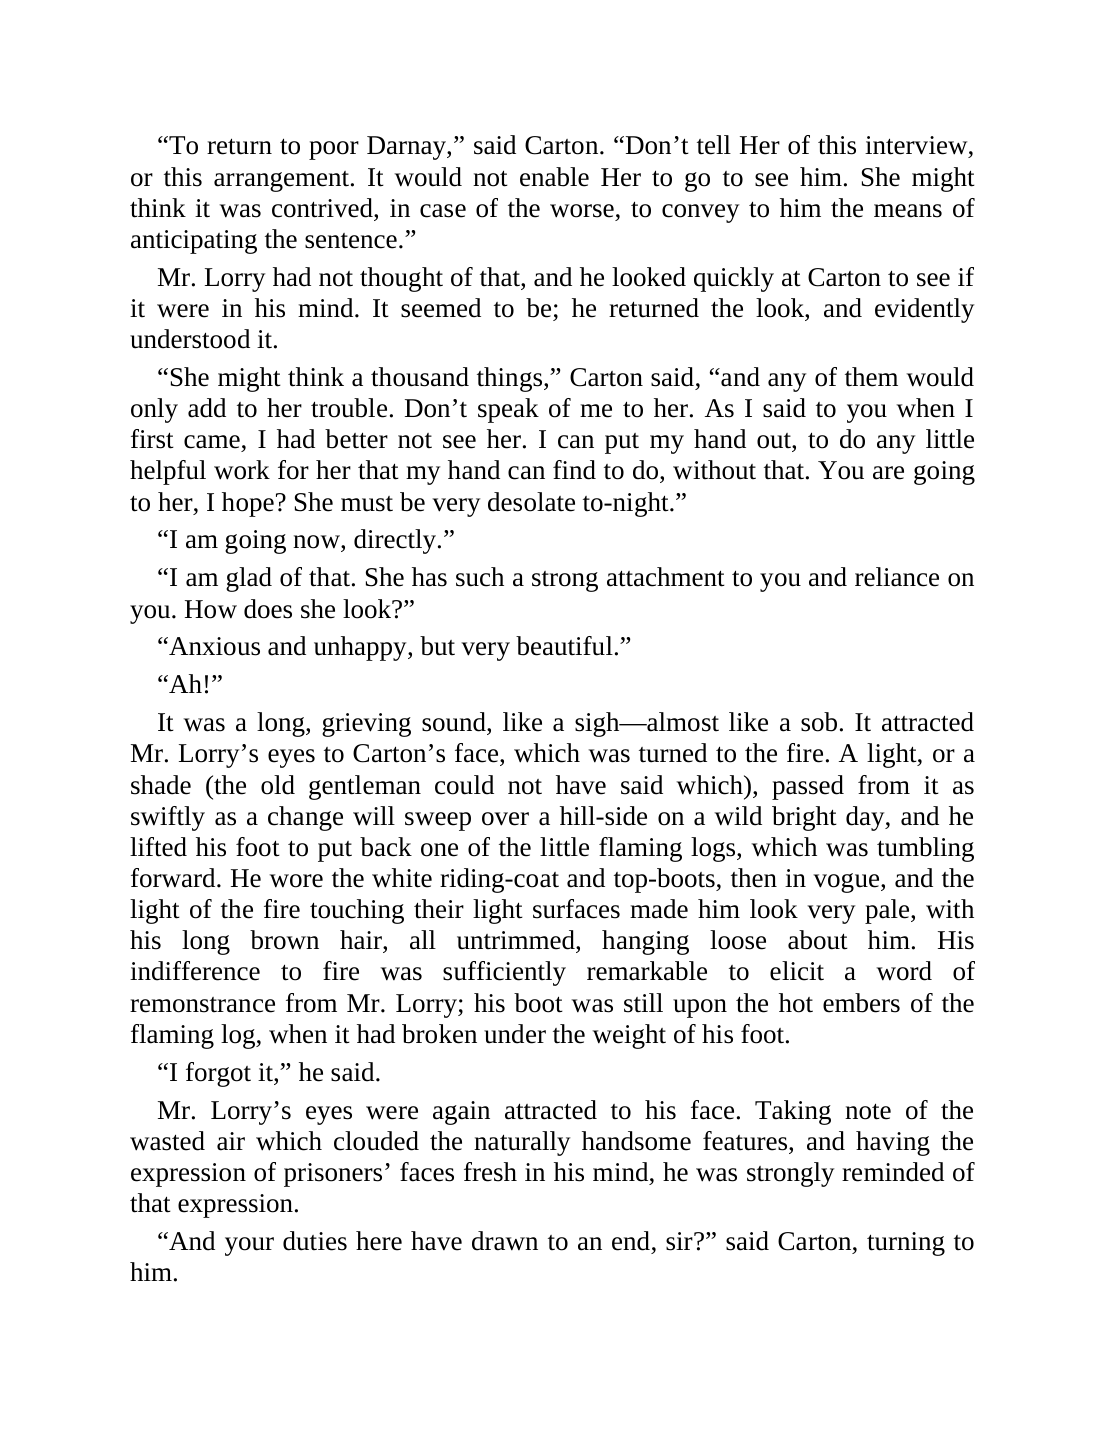 “To return to poor Darnay,” said Carton. “Don’t tell Her of this interview,
or this arrangement. It would not enable Her to go to see him. She might
think it was contrived, in case of the worse, to convey to him the means of
anticipating the sentence.”
Mr. Lorry had not thought of that, and he looked quickly at Carton to see if
it were in his mind. It seemed to be; he returned the look, and evidently
understood it.
“She might think a thousand things,” Carton said, “and any of them would
only add to her trouble. Don’t speak of me to her. As I said to you when I
first came, I had better not see her. I can put my hand out, to do any little
helpful work for her that my hand can find to do, without that. You are going
to her, I hope? She must be very desolate to-night.”
“I am going now, directly.”
“I am glad of that. She has such a strong attachment to you and reliance on
you. How does she look?”
“Anxious and unhappy, but very beautiful.”
“Ah!”
It was a long, grieving sound, like a sigh—almost like a sob. It attracted
Mr. Lorry’s eyes to Carton’s face, which was turned to the fire. A light, or a
shade (the old gentleman could not have said which), passed from it as
swiftly as a change will sweep over a hill-side on a wild bright day, and he
lifted his foot to put back one of the little flaming logs, which was tumbling
forward. He wore the white riding-coat and top-boots, then in vogue, and the
light of the fire touching their light surfaces made him look very pale, with
his long brown hair, all untrimmed, hanging loose about him. His
indifference to fire was sufficiently remarkable to elicit a word of
remonstrance from Mr. Lorry; his boot was still upon the hot embers of the
flaming log, when it had broken under the weight of his foot.
“I forgot it,” he said.
Mr. Lorry’s eyes were again attracted to his face. Taking note of the
wasted air which clouded the naturally handsome features, and having the
expression of prisoners’ faces fresh in his mind, he was strongly reminded of
that expression.
“And your duties here have drawn to an end, sir?” said Carton, turning to
him.